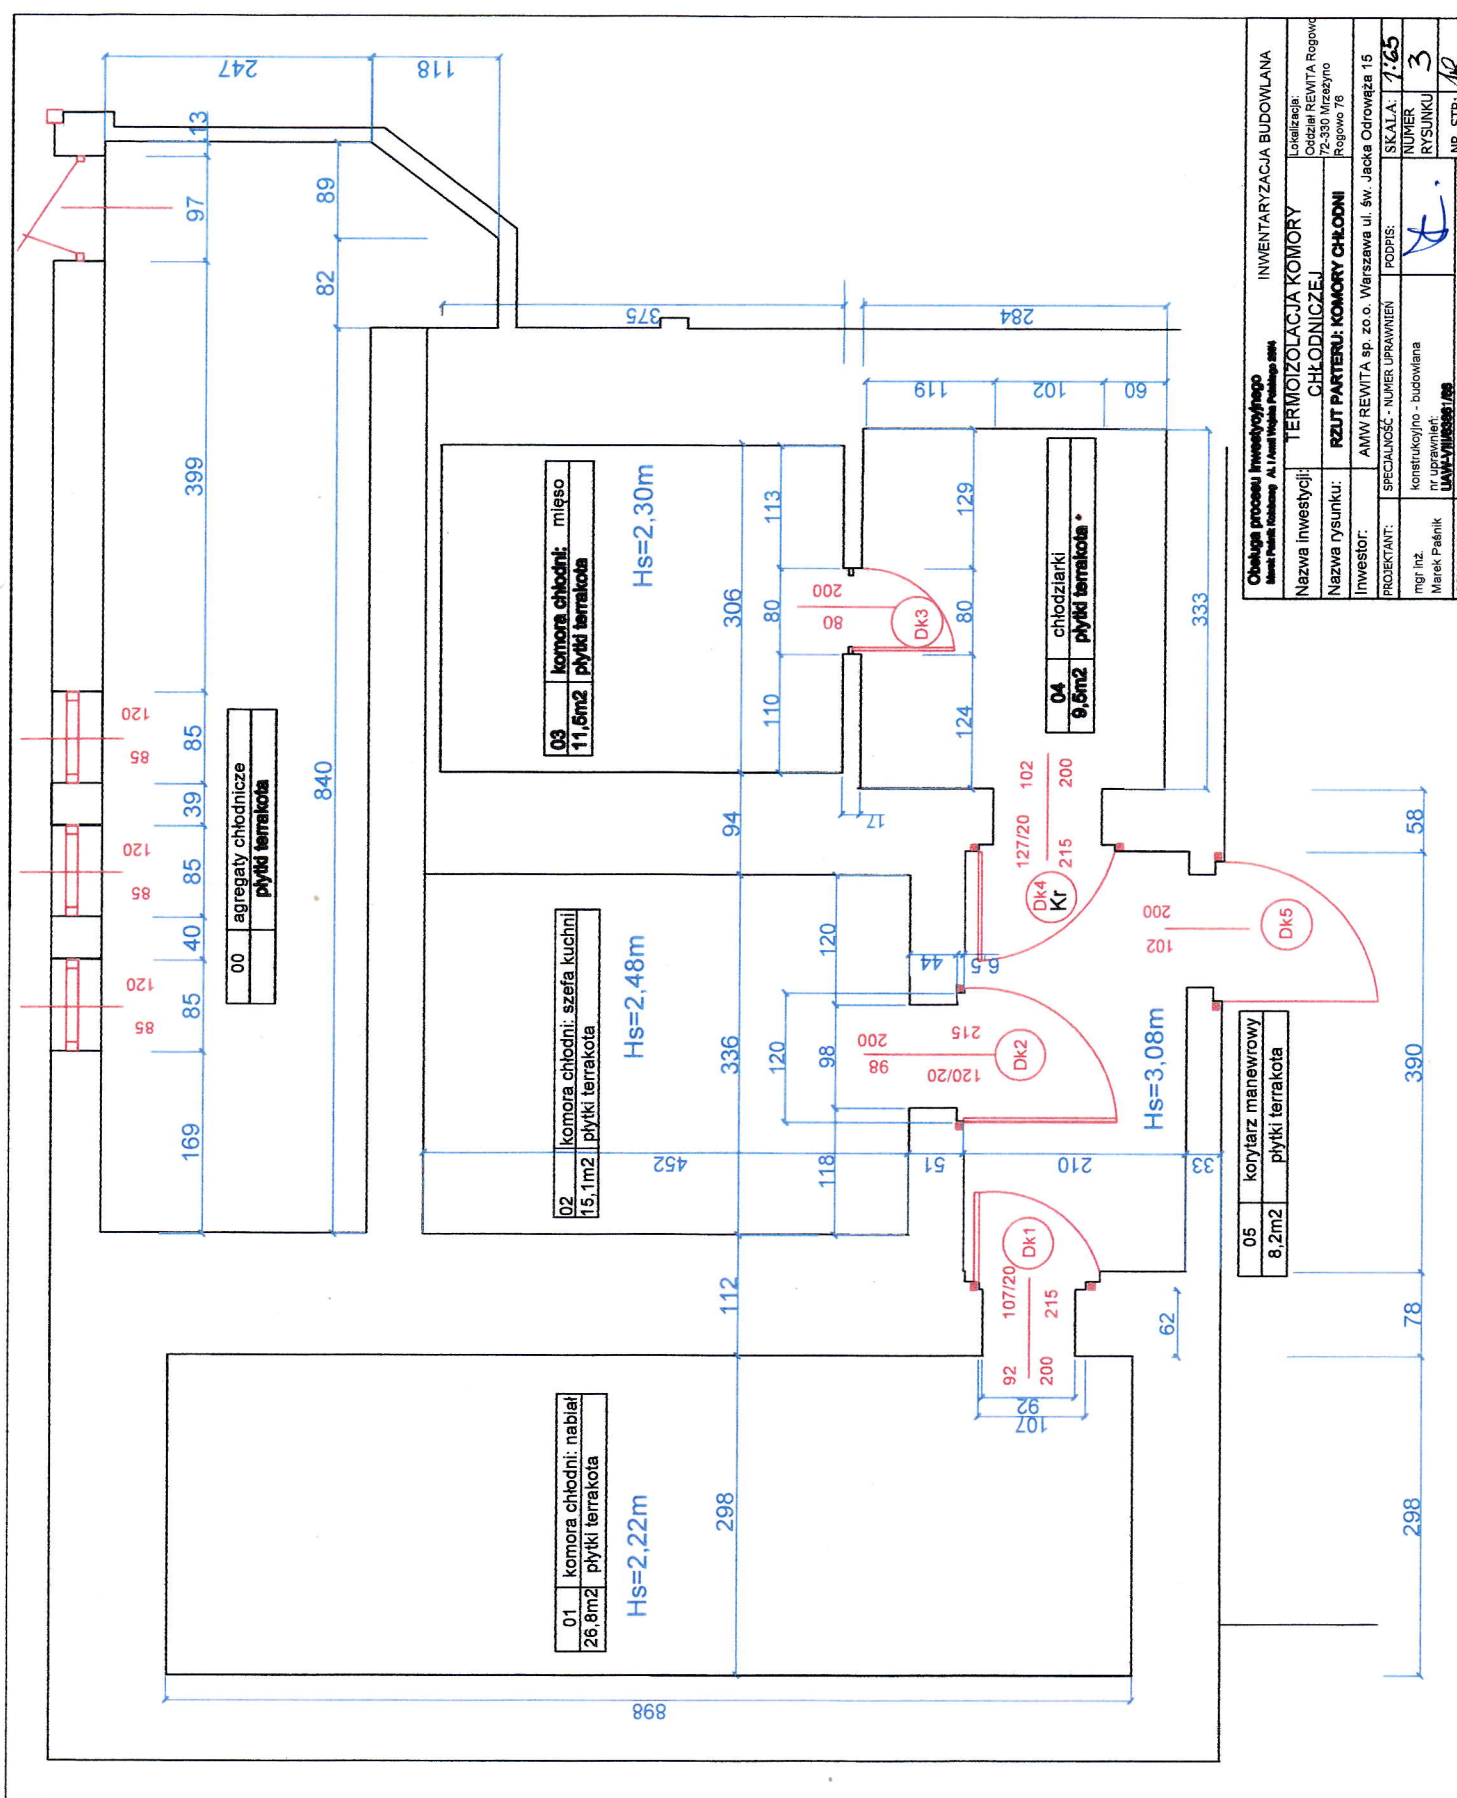 Obsługa procesu inwestycyjnego
INWENTARYZACJA BUDOWLANA
Nazwa inwestycji:
TERMOIZOLACJA KOMORY
CHŁODNICZEJ
Lokalizacja:
Oddział REWITA Rogowo
72-330 Mrzeżyno
Rogowo 76
Nazwa rysunku:
RZUT PARTERU: KOMORY CHŁODNI
Inwestor:
AMW REWITA sp. zo.o. Warszawa ul. św. Jacka Odrowąża 15
PROJEKTANT:
SPECJALNOŚĆ - NUMER UPRAWNIEŃ
PODPIS:
SKALA:
1:65
mgr inż.
Marek Paśnik
konstrukcyjno - budowlana
nr uprawnień:
NUMER
RYSUNKU
3
NR STR:
00 agregaty chłodnicze
płytki terrakota
01 komora chłodni: nabiał
26,8m2 płytki terrakota
Hs=2,22m
02 komora chłodni: szefa kuchni
15,1m2 płytki terrakota
Hs=2,48m
03 komora chłodni: mięso
11,5m2 płytki terrakota
Hs=2,30m
04 chłodziarki
9,5m2 płytki terrakota
05 korytarz manewrowy
8,2m2 płytki terrakota
Hs=3,08m
169 85 40 85 39 85 399 97 13
85 120
85 120
85 120
840 82 89
247 118
298 112 336 94 306
898
452 51 210 33
118 98 120
120
44 6.5
110 80 113
17
124 80 129
375 284
119 102 60
333
298 78 390 58
62
92
107
Dk1
107/20
215
92
200
Dk2
98
200
120/20
215
Dk3
80
200
Dk4
Kr
127/20
215
102
200
Dk5
102
200